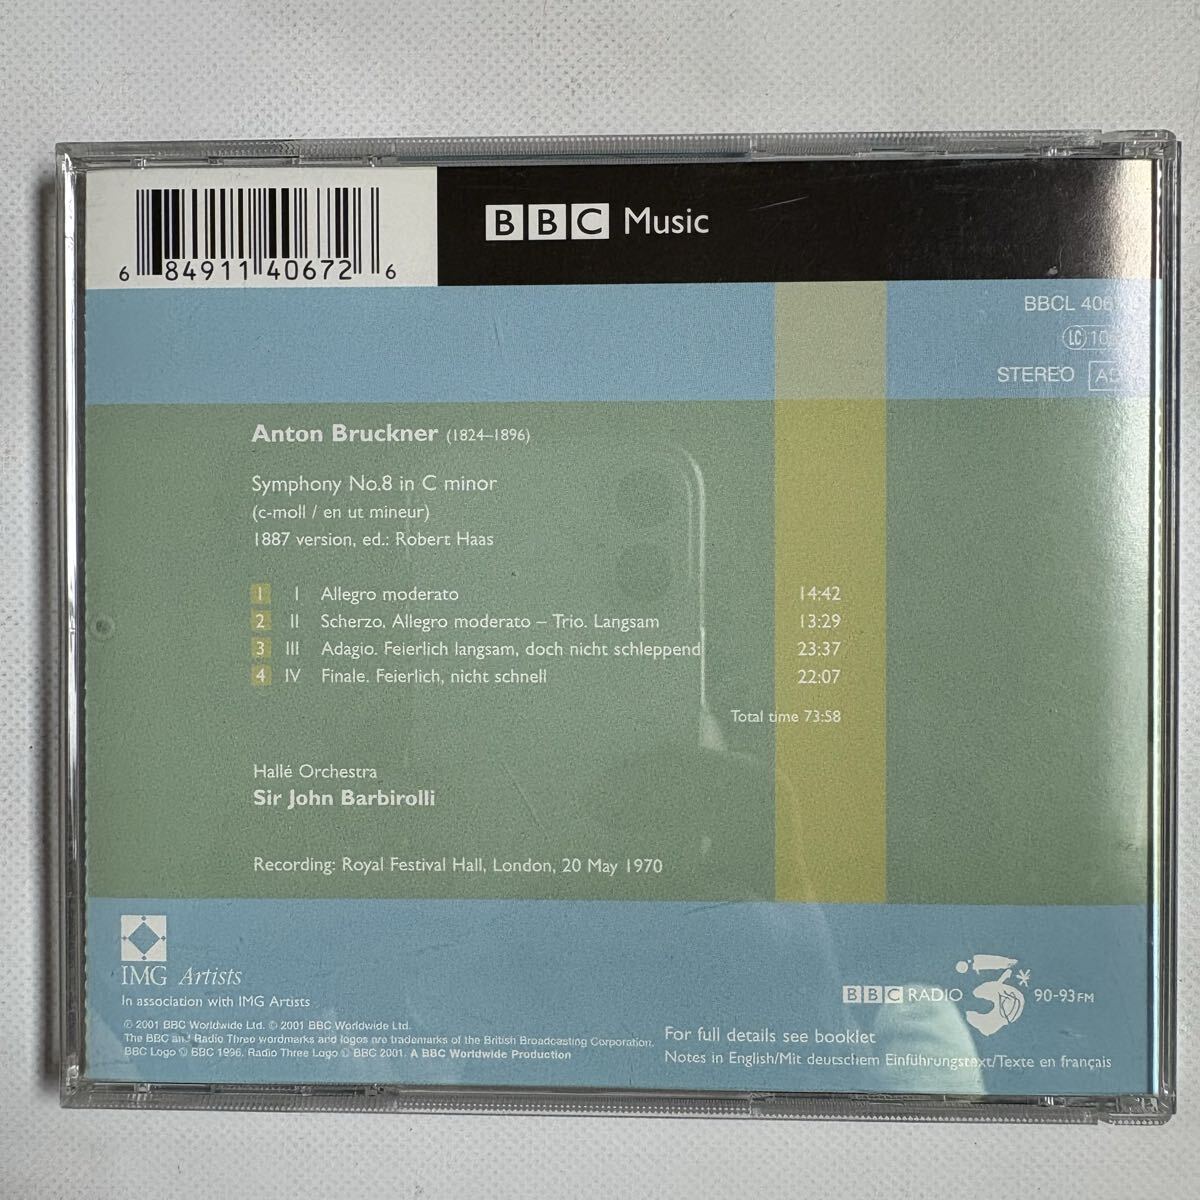 6 84911 40672 6
BBC Music
BBCL
STEREO
Anton Bruckner (1824–1896)
Symphony No.8 in C minor
(c-moll / en ut mineur)
1887 version, ed.: Robert Haas
1 I Allegro moderato 14:42
2 II Scherzo. Allegro moderato – Trio. Langsam 13:29
3 III Adagio. Feierlich langsam, doch nicht schleppend 23:37
4 IV Finale. Feierlich, nicht schnell 22:07
Total time 73:58
Hallé Orchestra
Sir John Barbirolli
Recording: Royal Festival Hall, London, 20 May 1970
IMG Artists
In association with IMG Artists
BBC RADIO 3 90-93FM
℗ 2001 BBC Worldwide Ltd. © 2001 BBC Worldwide Ltd.
The BBC and Radio Three wordmarks and logos are trademarks of the British Broadcasting Corporation.
BBC Logo © BBC 1996. Radio Three Logo © BBC 2001. A BBC Worldwide Production
For full details see booklet
Notes in English/Mit deutschem Einführungstext/Texte en français